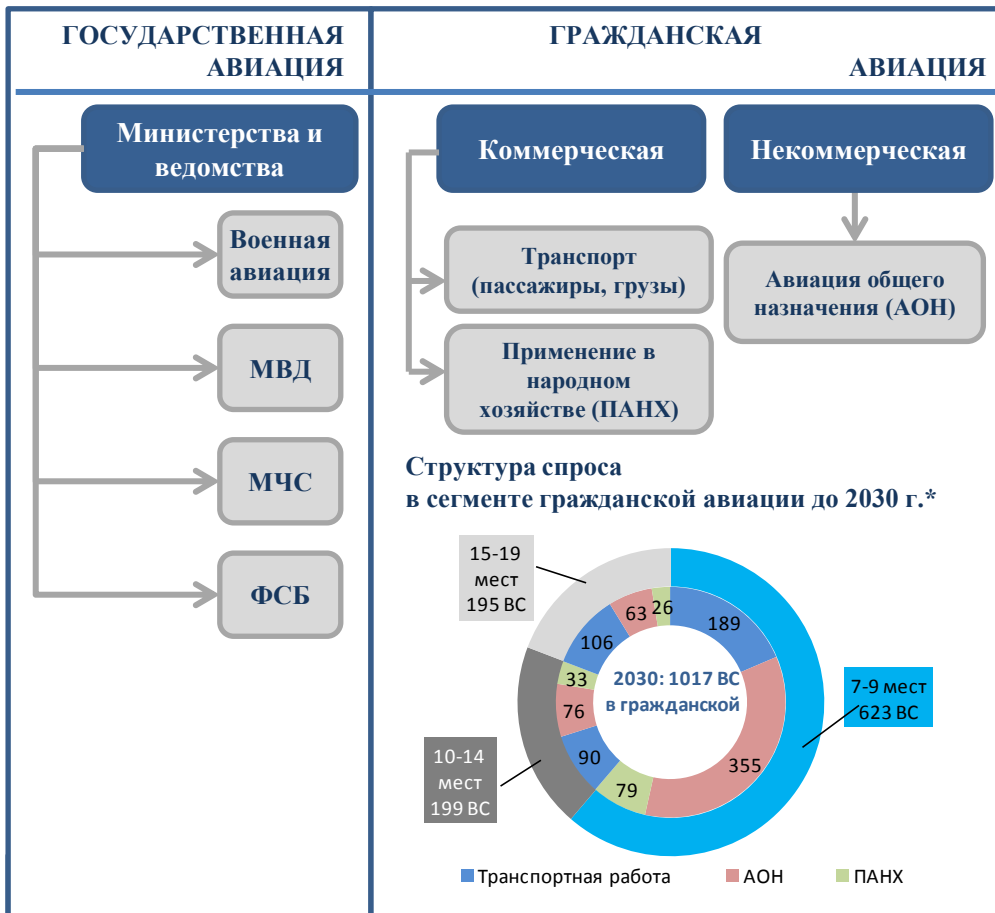 ГОСУДАРСТВЕННАЯ
АВИАЦИЯ
ГРАЖДАНСКАЯ
АВИАЦИЯ
Министерства и
ведомства
Военная
авиация
МВД
МЧС
ФСБ
Коммерческая
Транспорт
(пассажиры, грузы)
Применение в
народном
хозяйстве (ПАНХ)
Некоммерческая
Авиация общего
назначения (АОН)
Структура спроса
в сегменте гражданской авиации до 2030 г.*
15-19
мест
195 ВС
63
26
189
106
33
76
90
79
355
2030: 1017 ВС
в гражданской
7-9 мест
623 ВС
10-14
мест
199 ВС
Транспортная работа
АОН
ПАНХ